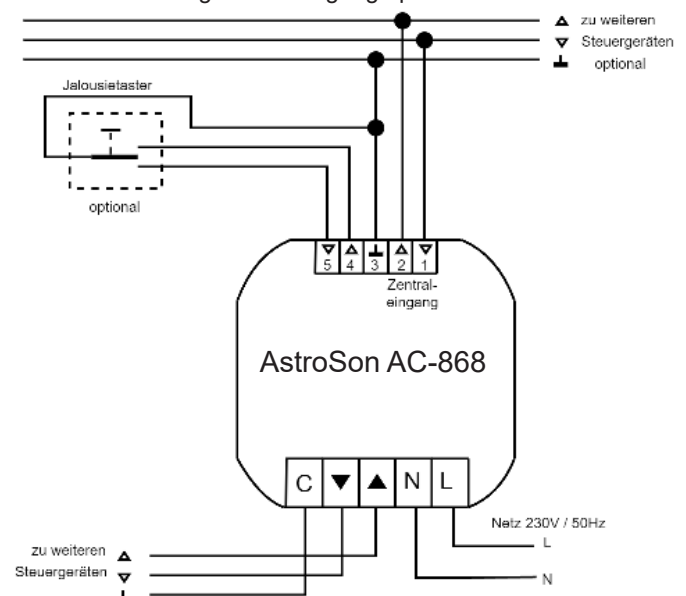 zu weiteren
Steuergeräten
optional
Jalousietaster
optional
5 4 3 2 1
Zentral-
eingang
AstroSon AC-868
C N L
Netz 230V / 50Hz
L
N
zu weiteren
Steuergeräten